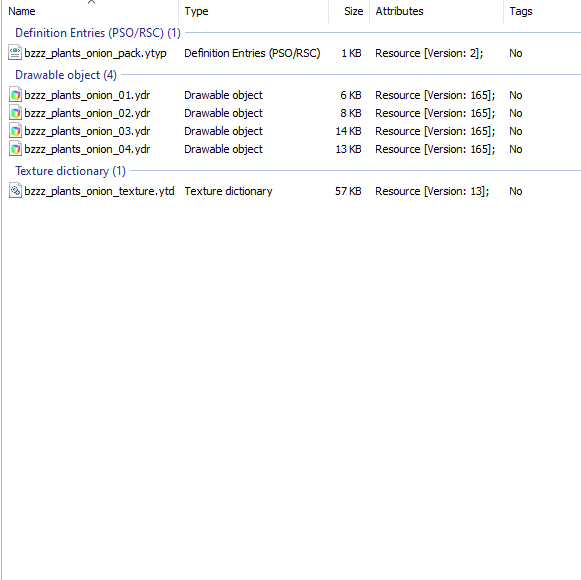 Name Type Size Attributes Tags
Definition Entries (PSO/RSC) (1)
bzzz_plants_onion_pack.ytyp Definition Entries (PSO/RSC) 1 KB Resource [Version: 2]; No
Drawable object (4)
bzzz_plants_onion_01.ydr Drawable object 6 KB Resource [Version: 165]; No
bzzz_plants_onion_02.ydr Drawable object 8 KB Resource [Version: 165]; No
bzzz_plants_onion_03.ydr Drawable object 14 KB Resource [Version: 165]; No
bzzz_plants_onion_04.ydr Drawable object 13 KB Resource [Version: 165]; No
Texture dictionary (1)
bzzz_plants_onion_texture.ytd Texture dictionary 57 KB Resource [Version: 13]; No